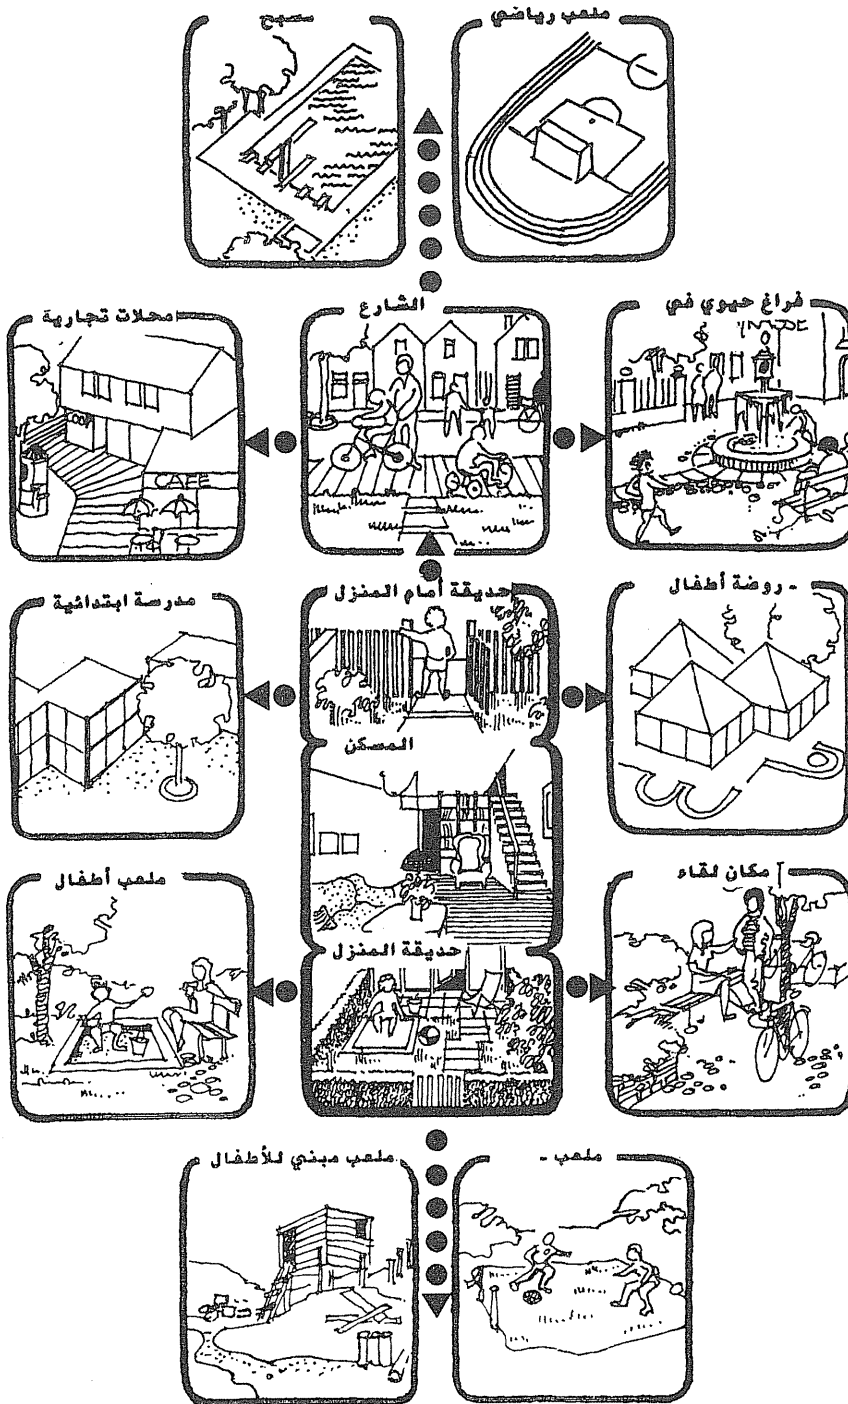 مسبح
ملعب رياضي
محلات تجارية
الشارع
فراغ حيوي في
COOP
CAFE
مدرسة ابتدائية
حديقة أمام المنزل
روضة أطفال -
المسكن
ملعب أطفال
حديقة المنزل
مكان لقاء
ملعب مبني للأطفال
ملعب -